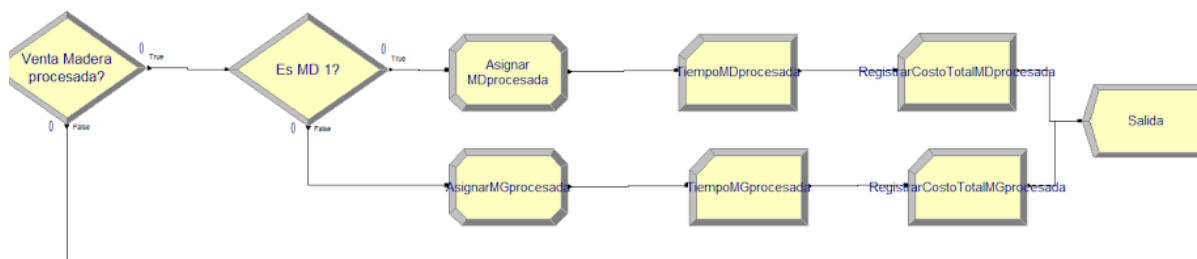 Venta Madera
procesada?
0
True
0
False
Es MD 1?
0
True
0
False
Asignar
MDprocesada
TiempoMDprocesada
RegistrarCostoTotalMDprocesada
AsignarMGprocesada
TiempoMGprocesada
RegistrarCostoTotalMGprocesada
Salida